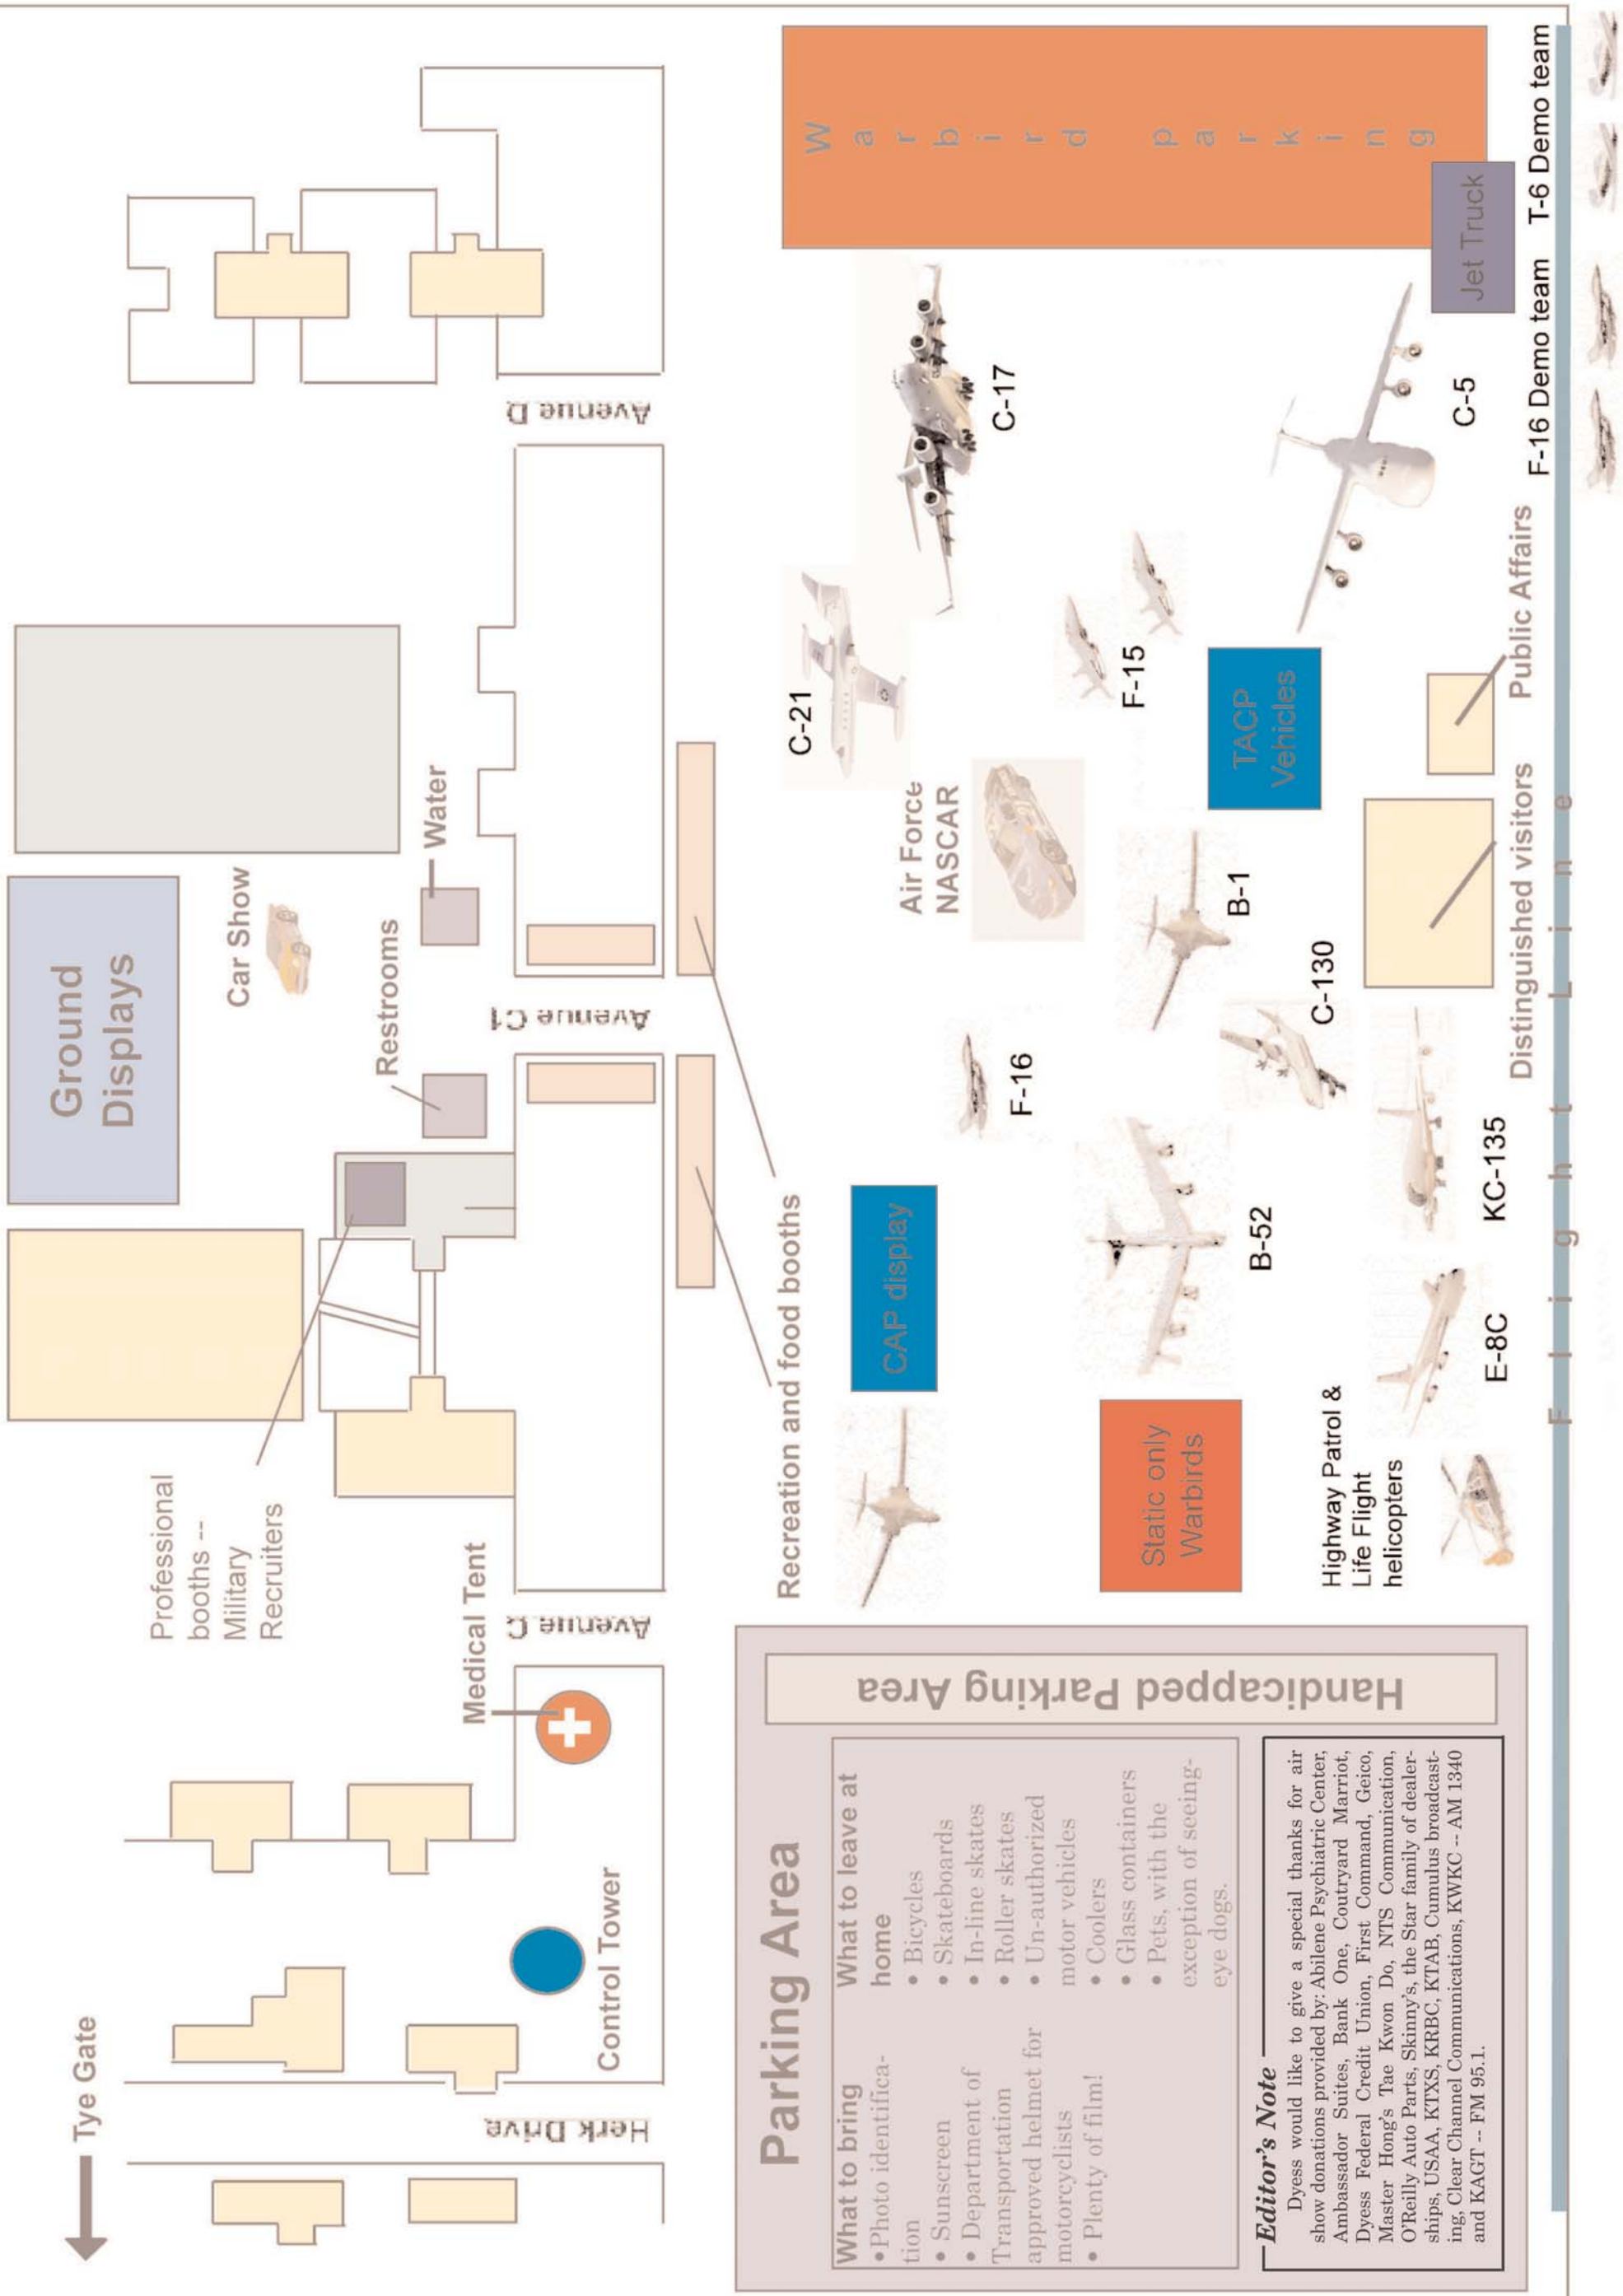 Tye Gate
Herk Drive
Control Tower
Medical Tent
Avenue C
Professional
booths --
Military
Recruiters
Ground
Displays
Car Show
Restrooms
Water
Avenue C1
Avenue D
Recreation and food booths
Parking Area
What to bring
• Photo identifica-
tion
• Sunscreen
• Department of
Transportation
approved helmet for
motorcyclists
• Plenty of film!
What to leave at
home
• Bicycles
• Skateboards
• In-line skates
• Roller skates
• Un-authorized
motor vehicles
• Coolers
• Glass containers
• Pets, with the
exception of seeing-
eye dogs.
Handicapped Parking Area
Editor's Note
Dyess would like to give a special thanks for air
show donations provided by: Abilene Psychiatric Center,
Ambassador Suites, Bank One, Coutryard Marriot,
Dyess Federal Credit Union, First Command, Geico,
Master Hong's Tae Kwon Do, NTS Communication,
O'Reilly Auto Parts, Skinny's, the Star family of dealer-
ships, USAA, KTXS, KRBC, KTAB, Cumulus broadcast-
ing, Clear Channel Communications, KWKC -- AM 1340
and KAGT -- FM 95.1.
CAP display
Static only
Warbirds
Highway Patrol &
Life Flight
helicopters
E-8C
B-52
KC-135
F-16
C-130
B-1
Air Force
NASCAR
C-21
F-15
TACP
Vehicles
C-17
C-5
Warbird parking
Jet Truck
Distinguished visitors
Public Affairs
F-16 Demo team
T-6 Demo team
Flight Line